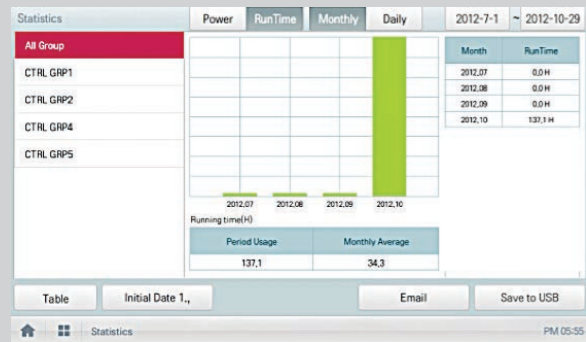 Statistics
Power RunTime Monthly Daily 2012-7-1 ~ 2012-10-29
All Group
CTRL GRP1
CTRL GRP2
CTRL GRP4
CTRL GRP5
2012,07 2012,08 2012,09 2012,10
Running time(H)
Period Usage Monthly Average
137,1 34,3
Month RunTime
2012,07 0,0 H
2012,08 0,0 H
2012,09 0,0 H
2012,10 137,1 H
Table Initial Date 1,, Email Save to USB
Statistics PM 05:55